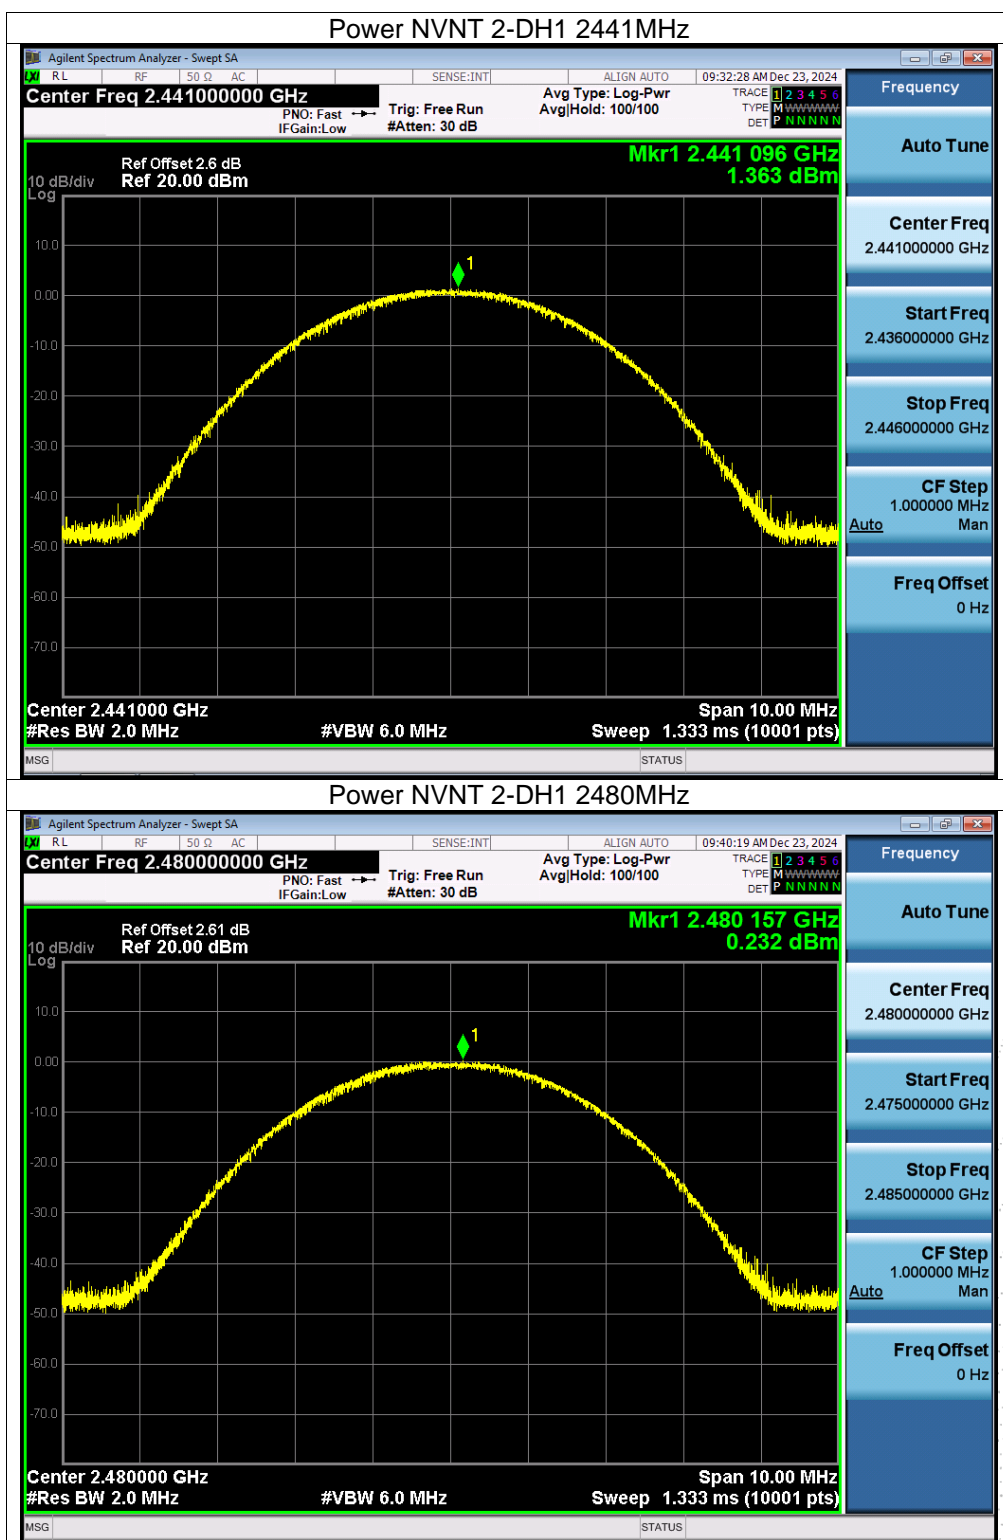 Power NVNT 2-DH1 2441MHz
Agilent Spectrum Analyzer - Swept SA
LXI RL RF 50 Ω AC SENSE:INT ALIGN AUTO 09:32:28 AM Dec 23, 2024
Center Freq 2.441000000 GHz
PNO: Fast
IFGain:Low
Trig: Free Run
#Atten: 30 dB
Avg Type: Log-Pwr
Avg|Hold: 100/100
TRACE 1 2 3 4 5 6
TYPE M WWWWW
DET P N N N N N
Frequency
Auto Tune
Center Freq
2.441000000 GHz
Start Freq
2.436000000 GHz
Stop Freq
2.446000000 GHz
CF Step
1.000000 MHz
Auto Man
Freq Offset
0 Hz
Mkr1 2.441 096 GHz
1.363 dBm
Ref Offset 2.6 dB
10 dB/div Ref 20.00 dBm
Log
1
10.0
0.00
-10.0
-20.0
-30.0
-40.0
-50.0
-60.0
-70.0
Center 2.441000 GHz Span 10.00 MHz
#Res BW 2.0 MHz #VBW 6.0 MHz Sweep 1.333 ms (10001 pts)
MSG STATUS
Power NVNT 2-DH1 2480MHz
Agilent Spectrum Analyzer - Swept SA
LXI RL RF 50 Ω AC SENSE:INT ALIGN AUTO 09:40:19 AM Dec 23, 2024
Center Freq 2.480000000 GHz
PNO: Fast
IFGain:Low
Trig: Free Run
#Atten: 30 dB
Avg Type: Log-Pwr
Avg|Hold: 100/100
TRACE 1 2 3 4 5 6
TYPE M WWWWW
DET P N N N N N
Frequency
Auto Tune
Center Freq
2.480000000 GHz
Start Freq
2.475000000 GHz
Stop Freq
2.485000000 GHz
CF Step
1.000000 MHz
Auto Man
Freq Offset
0 Hz
Mkr1 2.480 157 GHz
0.232 dBm
Ref Offset 2.61 dB
10 dB/div Ref 20.00 dBm
Log
1
10.0
0.00
-10.0
-20.0
-30.0
-40.0
-50.0
-60.0
-70.0
Center 2.480000 GHz Span 10.00 MHz
#Res BW 2.0 MHz #VBW 6.0 MHz Sweep 1.333 ms (10001 pts)
MSG STATUS